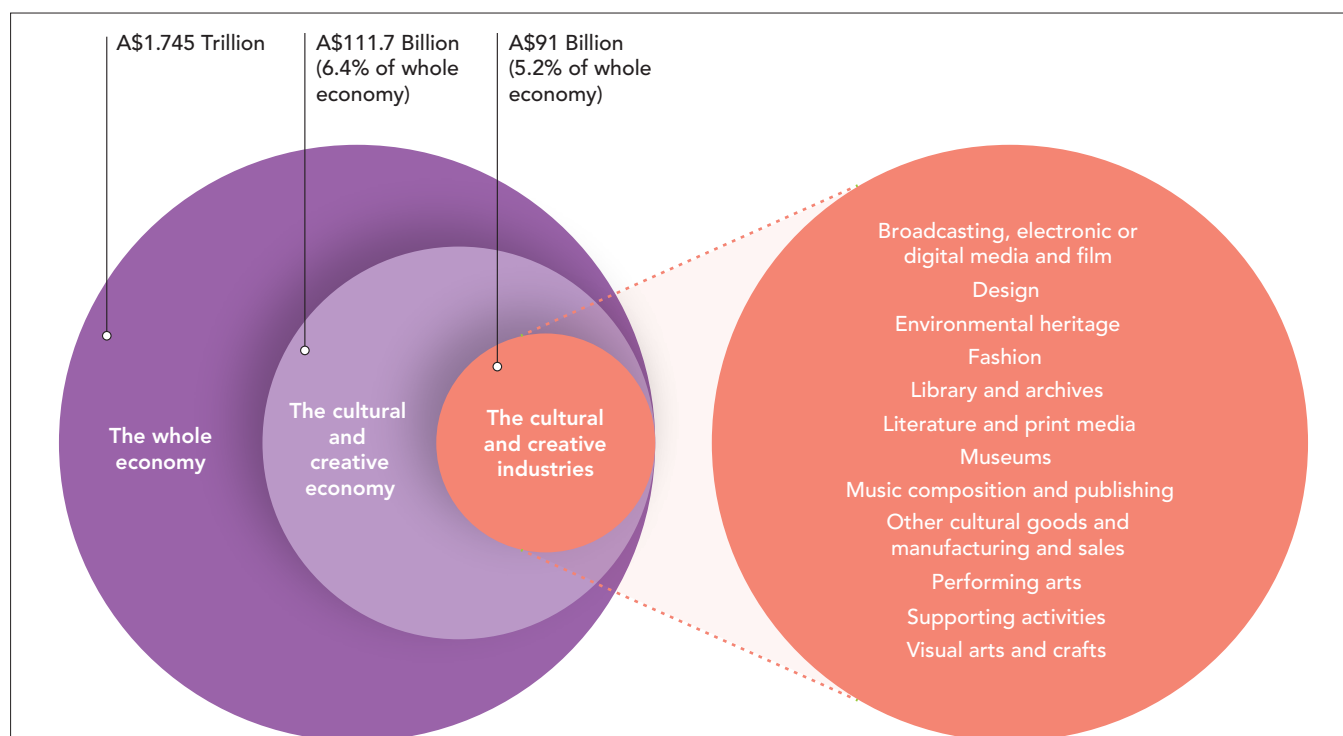 A$1.745 Trillion
A$111.7 Billion
(6.4% of whole
economy)
A$91 Billion
(5.2% of whole
economy)
The whole
economy
The cultural
and
creative
economy
The cultural
and creative
industries
Broadcasting, electronic or
digital media and film
Design
Environmental heritage
Fashion
Library and archives
Literature and print media
Museums
Music composition and publishing
Other cultural goods and
manufacturing and sales
Performing arts
Supporting activities
Visual arts and crafts